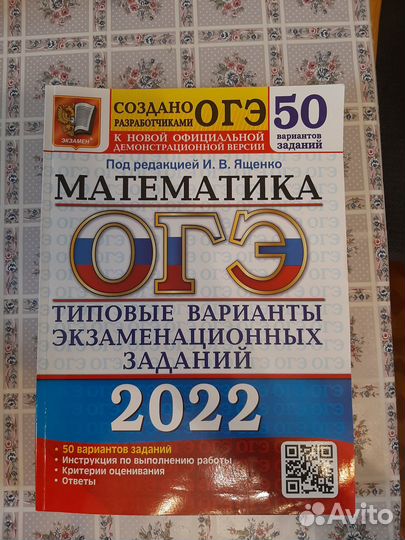 СОЗДАНО
РАЗРАБОТЧИКАМИ
ОГЭ
К НОВОЙ ОФИЦИАЛЬНОЙ
ДЕМОНСТРАЦИОННОЙ ВЕРСИИ
50
вариантов
заданий
ЭКЗАМЕН
Под редакцией И. В. Ященко
МАТЕМАТИКА
ОГЭ
ТИПОВЫЕ ВАРИАНТЫ
ЭКЗАМЕНАЦИОННЫХ
ЗАДАНИЙ
2022
• 50 вариантов заданий
• Инструкция по выполнению работы
• Критерии оценивания
• Ответы
Avito